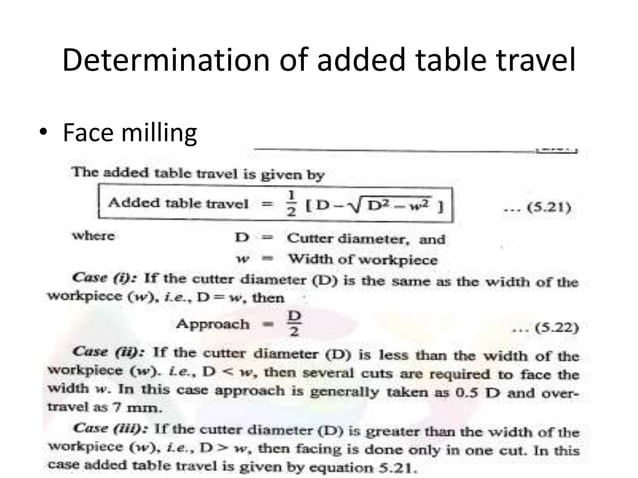 Determination of added table travel
• Face milling
The added table travel is given by
Added table travel = 1/2 [ D – √D² – w² ] ... (5.21)
where D = Cutter diameter, and
w = Width of workpiece
Case (i): If the cutter diameter (D) is the same as the width of the
workpiece (w), i.e., D = w, then
Approach = D/2 ... (5.22)
Case (ii): If the cutter diameter (D) is less than the width of the
workpiece (w). i.e., D < w, then several cuts are required to face the
width w. In this case approach is generally taken as 0.5 D and over-
travel as 7 mm.
Case (iii): If the cutter diameter (D) is greater than the width of the
workpiece (w), i.e., D > w, then facing is done only in one cut. In this
case added table travel is given by equation 5.21.